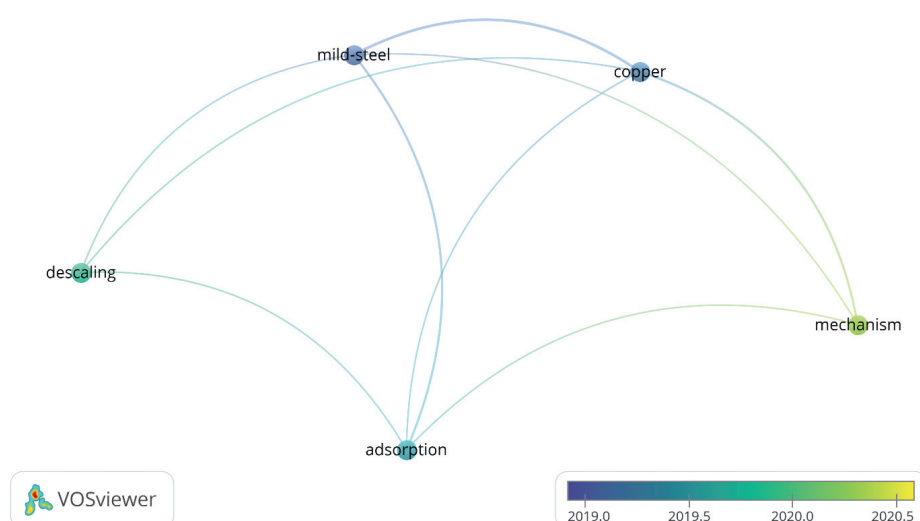 mild-steel
copper
descaling
mechanism
adsorption
VOSviewer
2019.0 2019.5 2020.0 2020.5